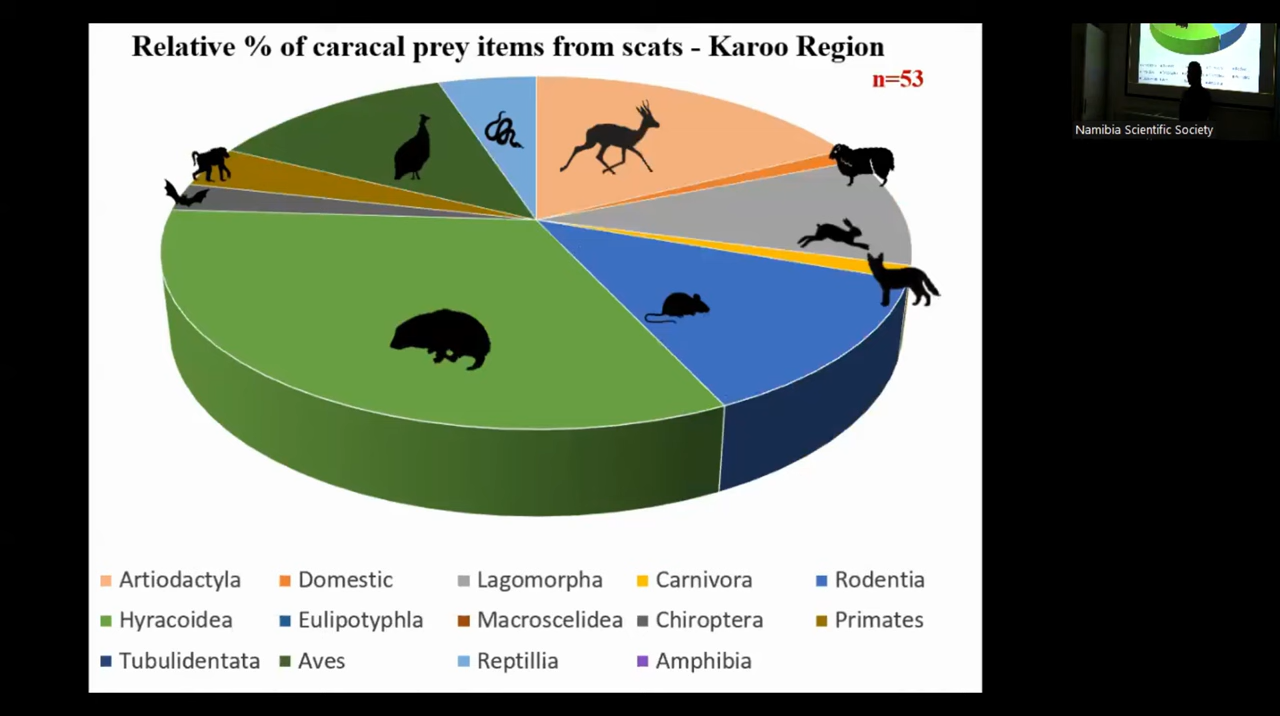 Relative % of caracal prey items from scats - Karoo Region
n=53
Namibia Scientific Society
Artiodactyla Domestic Lagomorpha Carnivora Rodentia
Hyracoidea Eulipotyphla Macroscelidea Chiroptera Primates
Tubulidentata Aves Reptillia Amphibia